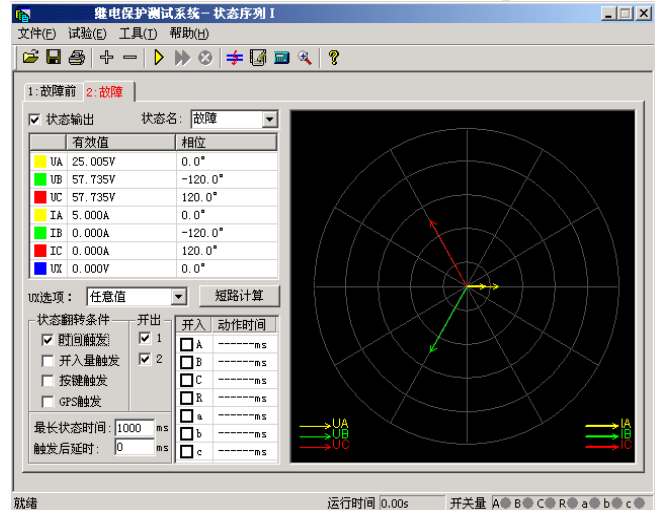 继电保护测试系统-状态序列 I
文件(F) 试验(E) 工具(T) 帮助(H)
1:故障前 2:故障
状态输出 状态名: 故障
有效值 相位
UA 25.005V 0.0°
UB 57.735V -120.0°
UC 57.735V 120.0°
IA 5.000A 0.0°
IB 0.000A -120.0°
IC 0.000A 120.0°
UX 0.000V 0.0°
UX选项: 任意值 短路计算
状态翻转条件 开出 开入 动作时间
时间触发 1 A ------ms
开入量触发 2 B ------ms
按键触发 C ------ms
GPS触发 R ------ms
a ------ms
最长状态时间: 1000 ms b ------ms
触发后延时: 0 ms c ------ms
UA IA
UB IB
UC IC
就绪 运行时间 0.00s 开关量 A B C R a b c